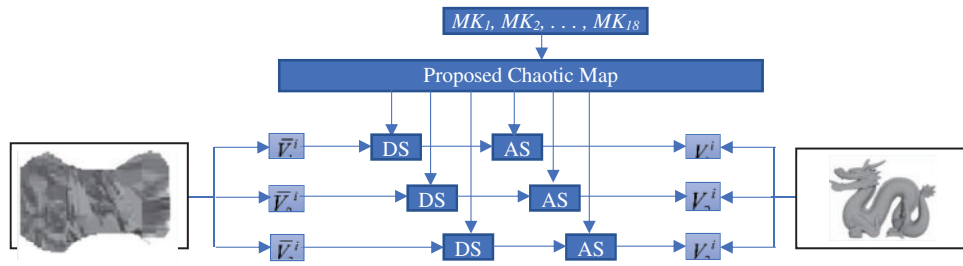 MK1, MK2, . . . , MK18
Proposed Chaotic Map
V̅ i DS AS V i
V̅ i DS AS V i
V̅ i DS AS V i